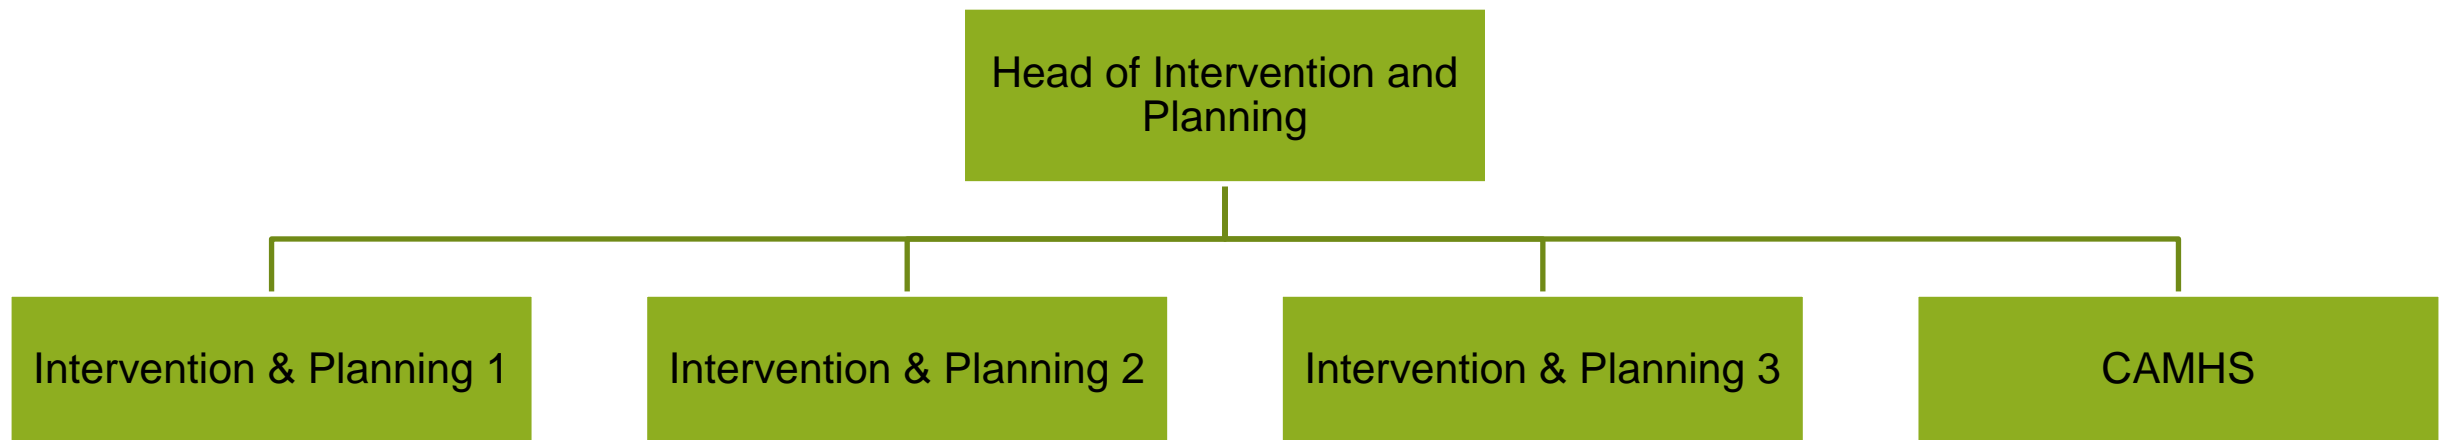 Head of Intervention and
Planning
Intervention & Planning 1
Intervention & Planning 2
Intervention & Planning 3
CAMHS